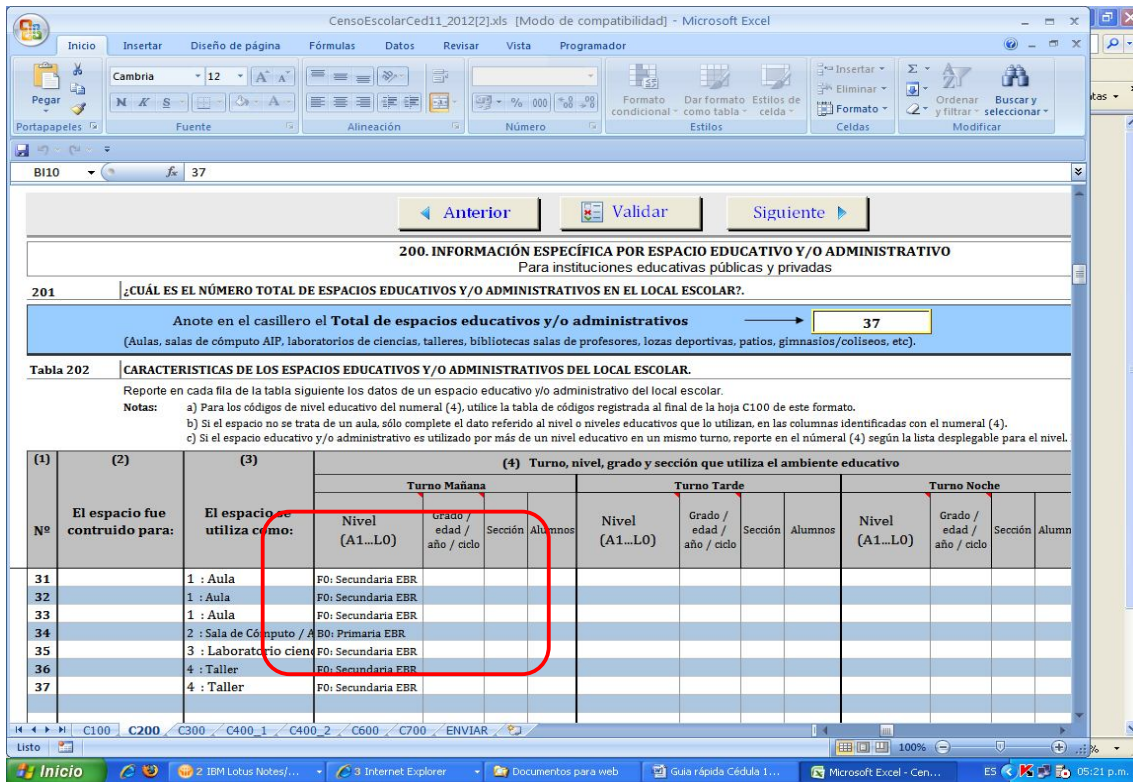 CensoEscolarCed11_2012[2].xls [Modo de compatibilidad] - Microsoft Excel
Inicio Insertar Diseño de página Fórmulas Datos Revisar Vista Programador
Pegar
Cambria 12
N K S
% 000
Formato condicional
Dar formato como tabla
Estilos de celda
Insertar
Eliminar
Formato
Ordenar y filtrar
Buscar y seleccionar
Portapapeles Fuente Alineación Número Estilos Celdas Modificar
BI10 fx 37
Anterior Validar Siguiente
200. INFORMACIÓN ESPECÍFICA POR ESPACIO EDUCATIVO Y/O ADMINISTRATIVO
Para instituciones educativas públicas y privadas
201 ¿CUÁL ES EL NÚMERO TOTAL DE ESPACIOS EDUCATIVOS Y/O ADMINISTRATIVOS EN EL LOCAL ESCOLAR?.
Anote en el casillero el Total de espacios educativos y/o administrativos 37
(Aulas, salas de cómputo AIP, laboratorios de ciencias, talleres, bibliotecas salas de profesores, lozas deportivas, patios, gimnasios/coliseos, etc).
Tabla 202 CARACTERISTICAS DE LOS ESPACIOS EDUCATIVOS Y/O ADMINISTRATIVOS DEL LOCAL ESCOLAR.
Reporte en cada fila de la tabla siguiente los datos de un espacio educativo y/o administrativo del local escolar.
Notas: a) Para los códigos de nivel educativo del numeral (4), utilice la tabla de códigos registrada al final de la hoja C100 de este formato.
b) Si el espacio no se trata de un aula, sólo complete el dato referido al nivel o niveles educativos que lo utilizan, en las columnas identificadas con el numeral (4).
c) Si el espacio educativo y/o administrativo es utilizado por más de un nivel educativo en un mismo turno, reporte en el númeral (4) según la lista desplegable para el nivel.
(1) (2) (3) (4) Turno, nivel, grado y sección que utiliza el ambiente educativo
Turno Mañana Turno Tarde Turno Noche
Nº El espacio fue contruido para: El espacio se utiliza como: Nivel (A1...L0) Grado / edad / año / ciclo Sección Alumnos Nivel (A1...L0) Grado / edad / año / ciclo Sección Alumnos Nivel (A1...L0) Grado / edad / año / ciclo Sección Alumn
31 1 : Aula F0: Secundaria EBR
32 1 : Aula F0: Secundaria EBR
33 1 : Aula F0: Secundaria EBR
34 2 : Sala de Cómputo / A B0: Primaria EBR
35 3 : Laboratorio cienc F0: Secundaria EBR
36 4 : Taller F0: Secundaria EBR
37 4 : Taller F0: Secundaria EBR
C100 C200 C300 C400_1 C400_2 C600 C700 ENVIAR
Listo 100%
Inicio 2 IBM Lotus Notes/... 3 Internet Explorer Documentos para web Guia rápida Cédula 1... Microsoft Excel - Cen... ES 05:21 p.m.